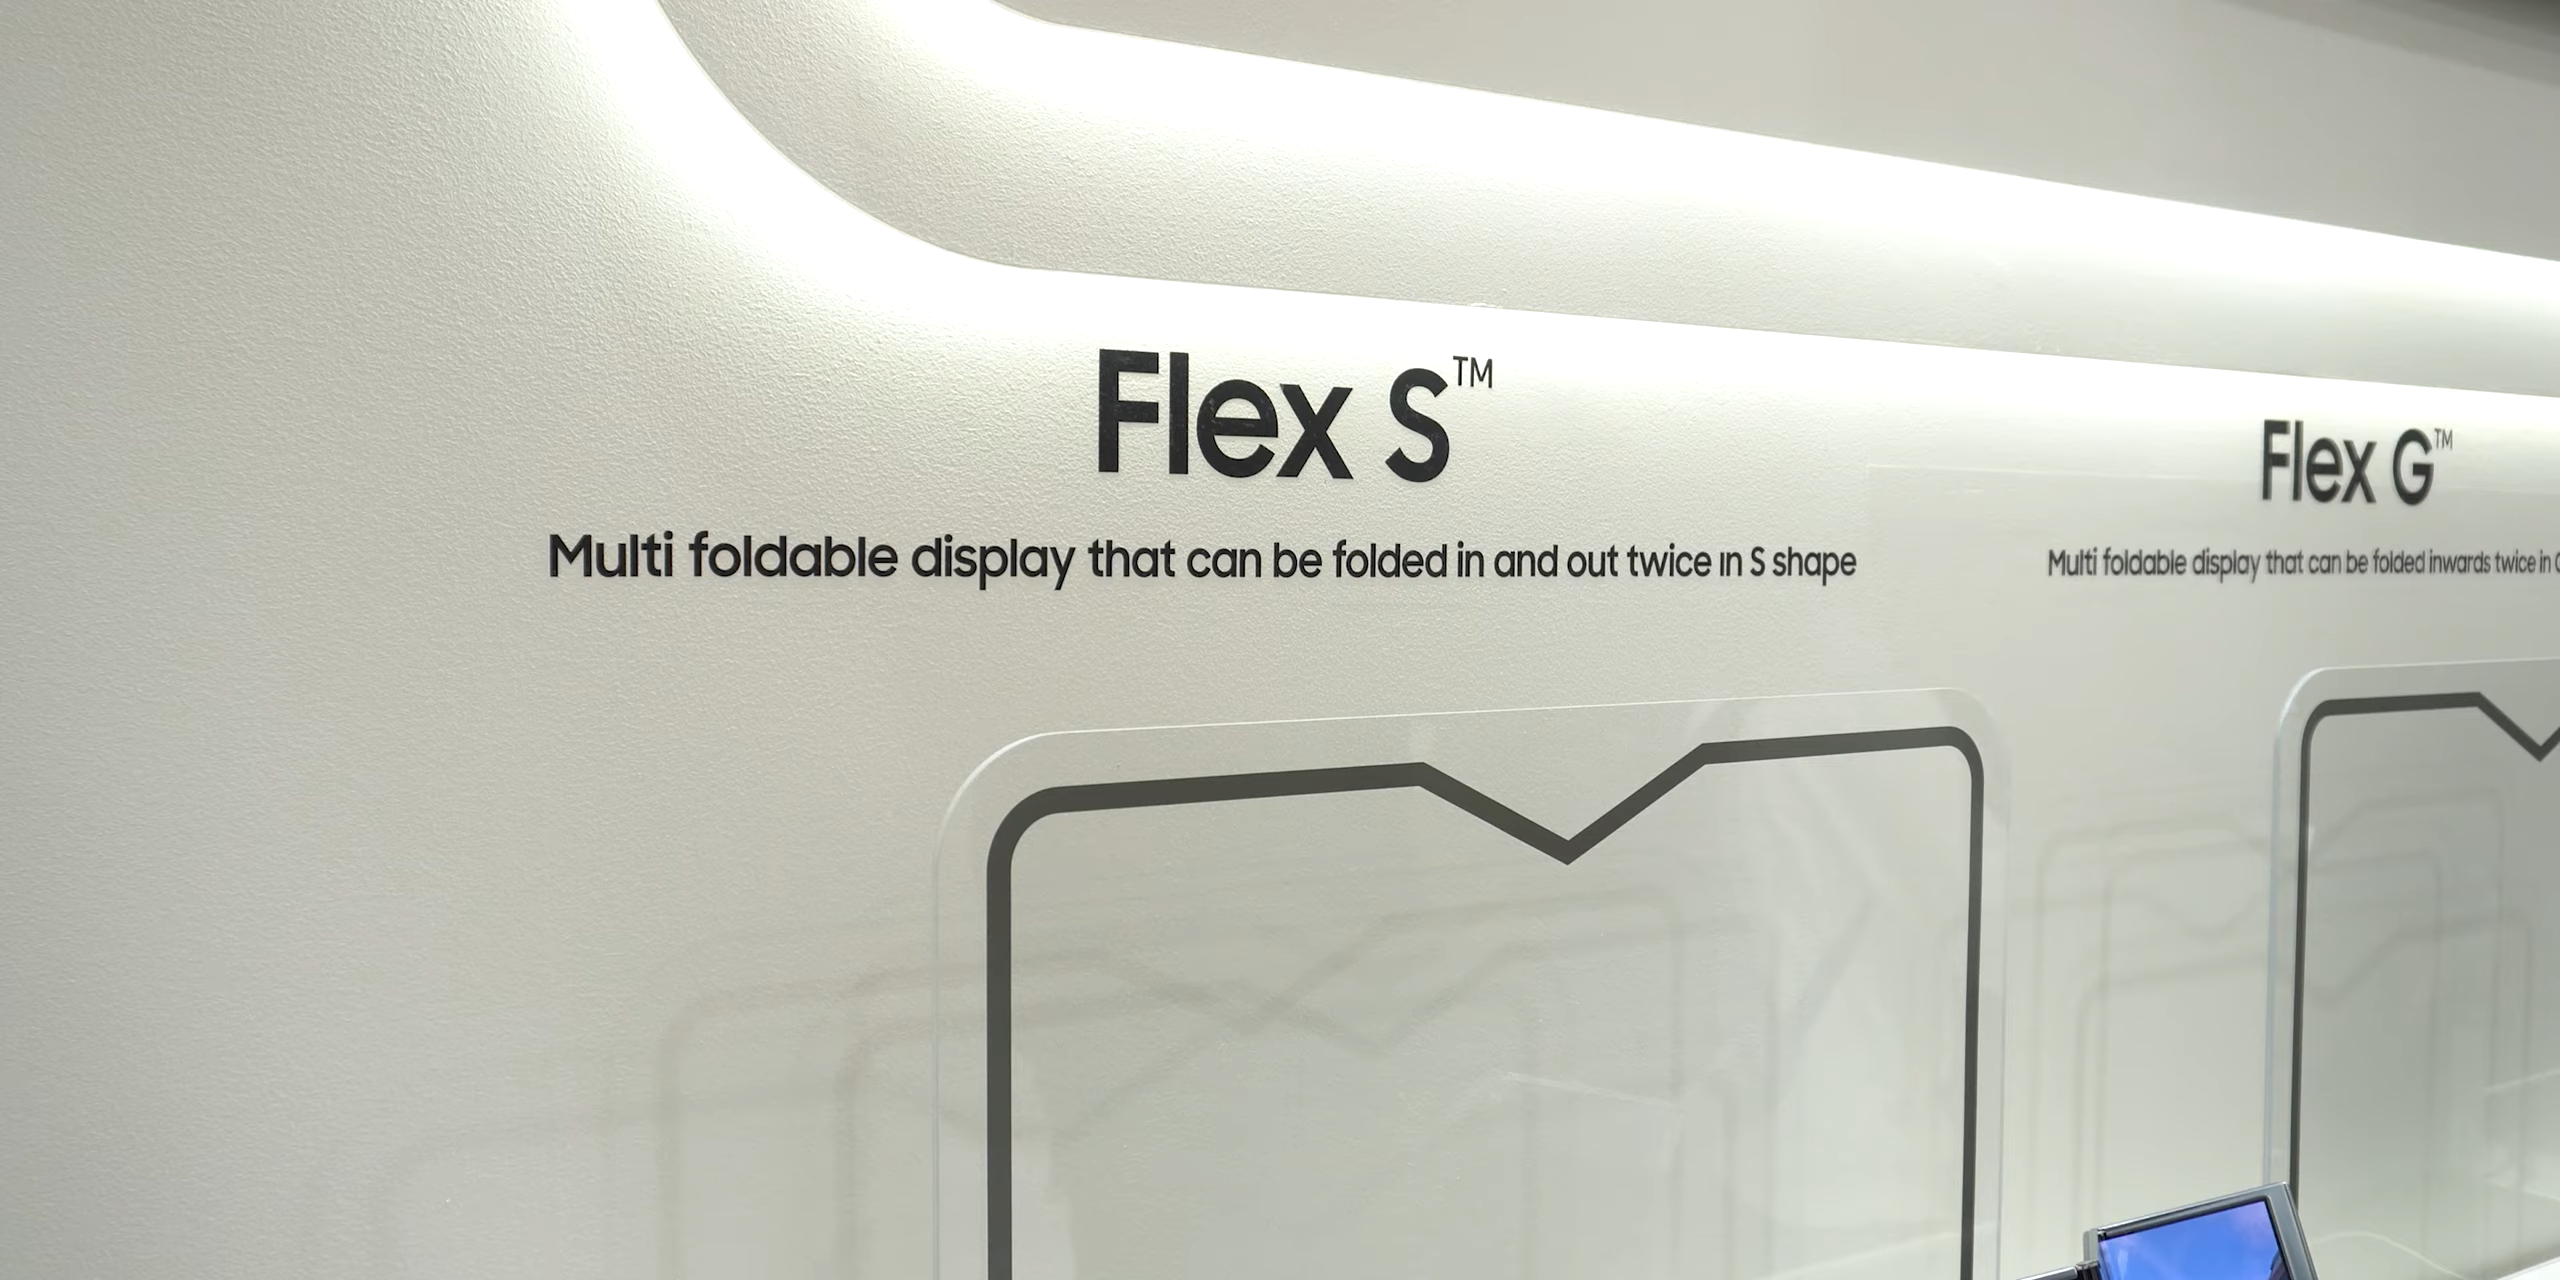 Flex S™
Multi foldable display that can be folded in and out twice in S shape
Flex G™
Multi foldable display that can be folded inwards twice in